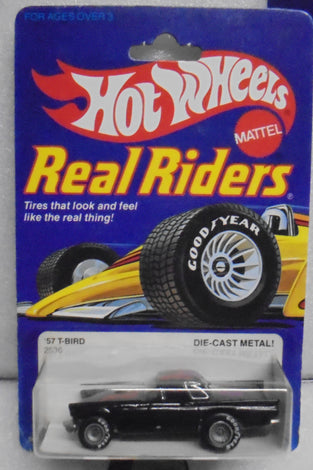 FOR AGES OVER 3
HOT WHEELS
MATTEL
Real Riders®
Tires that look and feel
like the real thing!
GOODYEAR
'57 T-BIRD
2536
DIE-CAST METAL!